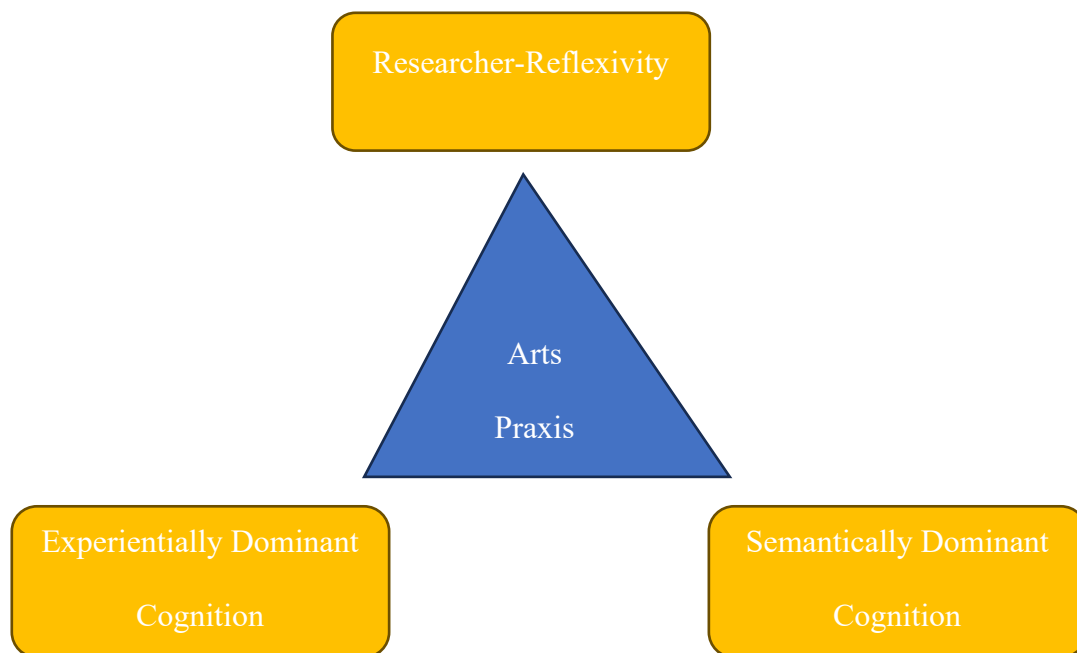 Researcher-Reflexivity
Arts
Praxis
Experientially Dominant
Cognition
Semantically Dominant
Cognition